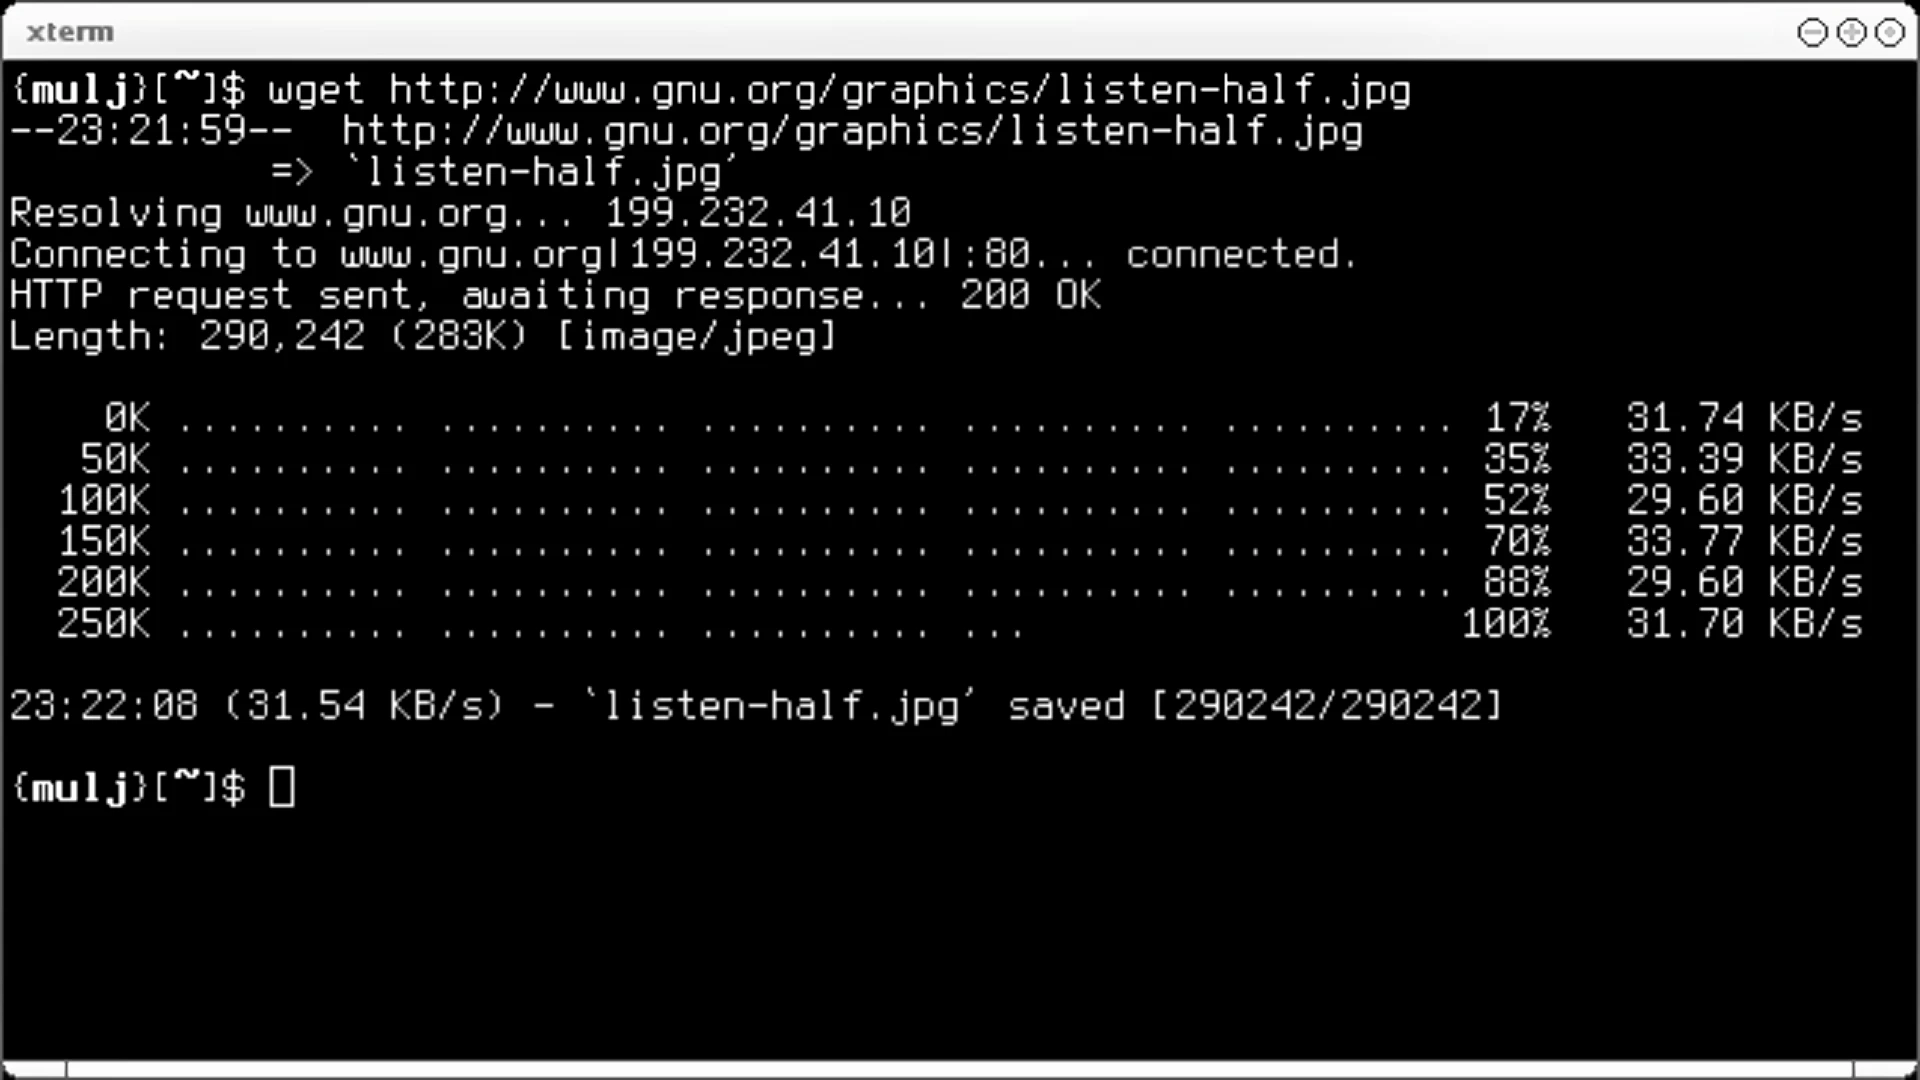 xterm
{mulj}[~]$ wget http://www.gnu.org/graphics/listen-half.jpg
--23:21:59--  http://www.gnu.org/graphics/listen-half.jpg
           => `listen-half.jpg'
Resolving www.gnu.org... 199.232.41.10
Connecting to www.gnu.org|199.232.41.10|:80... connected.
HTTP request sent, awaiting response... 200 OK
Length: 290,242 (283K) [image/jpeg]

    0K .......... .......... .......... .......... .......... 17%   31.74 KB/s
   50K .......... .......... .......... .......... .......... 35%   33.39 KB/s
  100K .......... .......... .......... .......... .......... 52%   29.60 KB/s
  150K .......... .......... .......... .......... .......... 70%   33.77 KB/s
  200K .......... .......... .......... .......... .......... 88%   29.60 KB/s
  250K .......... .......... .......... ...                  100%   31.70 KB/s

23:22:08 (31.54 KB/s) - `listen-half.jpg' saved [290242/290242]

{mulj}[~]$